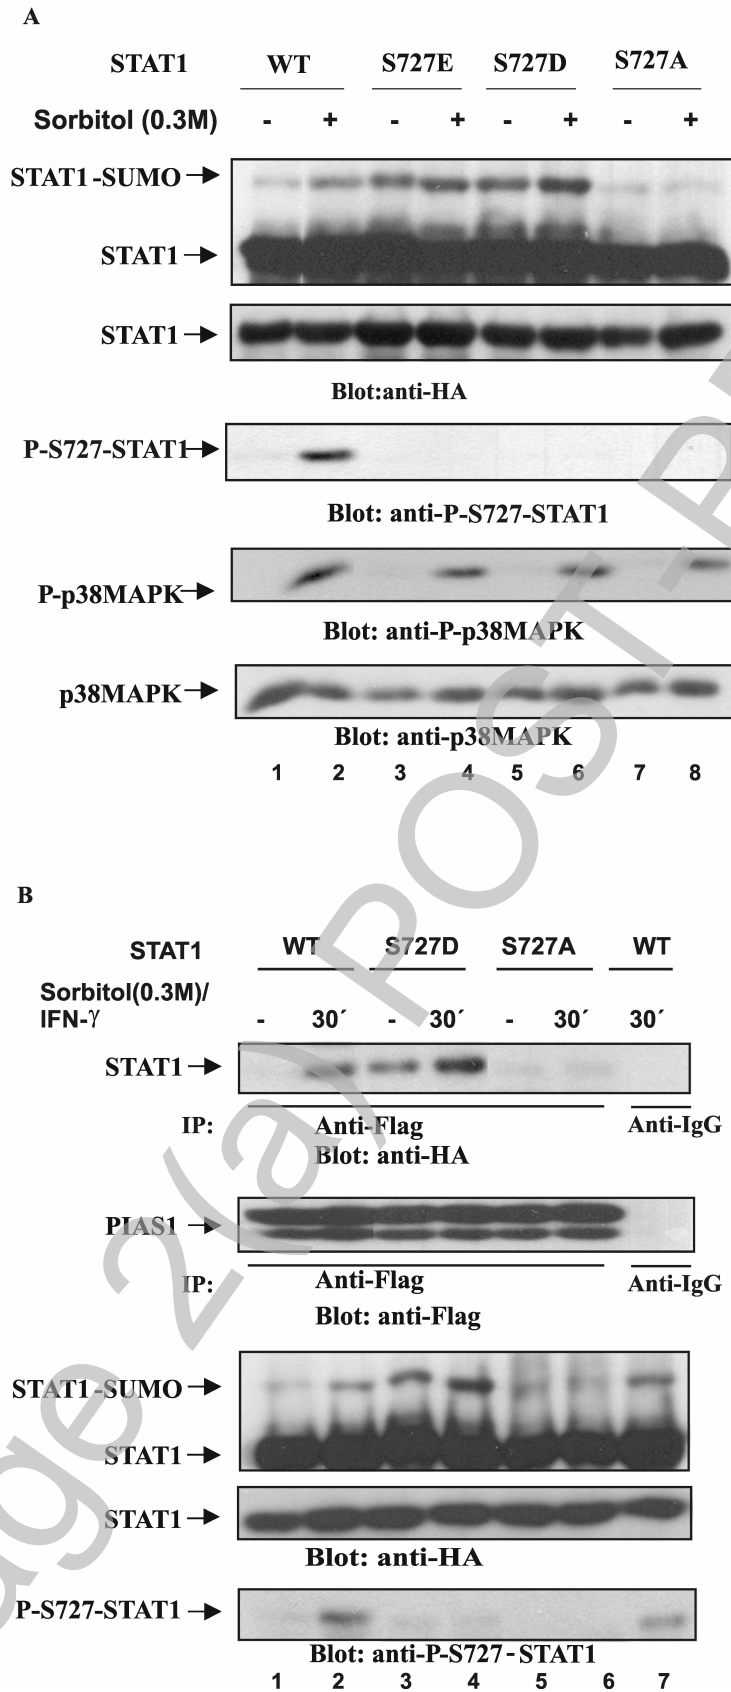 A
STAT1 WT S727E S727D S727A
Sorbitol (0.3M) - + - + - + - +
STAT1-SUMO
STAT1
STAT1
Blot:anti-HA
P-S727-STAT1
Blot: anti-P-S727-STAT1
P-p38MAPK
Blot: anti-P-p38MAPK
p38MAPK
Blot: anti-p38MAPK
1 2 3 4 5 6 7 8
B
STAT1 WT S727D S727A WT
Sorbitol(0.3M)/
IFN-γ - 30´ - 30´ - 30´ 30´
STAT1
IP: Anti-Flag Anti-IgG
Blot: anti-HA
PIAS1
IP: Anti-Flag Anti-IgG
Blot: anti-Flag
STAT1-SUMO
STAT1
STAT1
Blot: anti-HA
P-S727-STAT1
Blot: anti-P-S727-STAT1
1 2 3 4 5 6 7
2(a) POST-